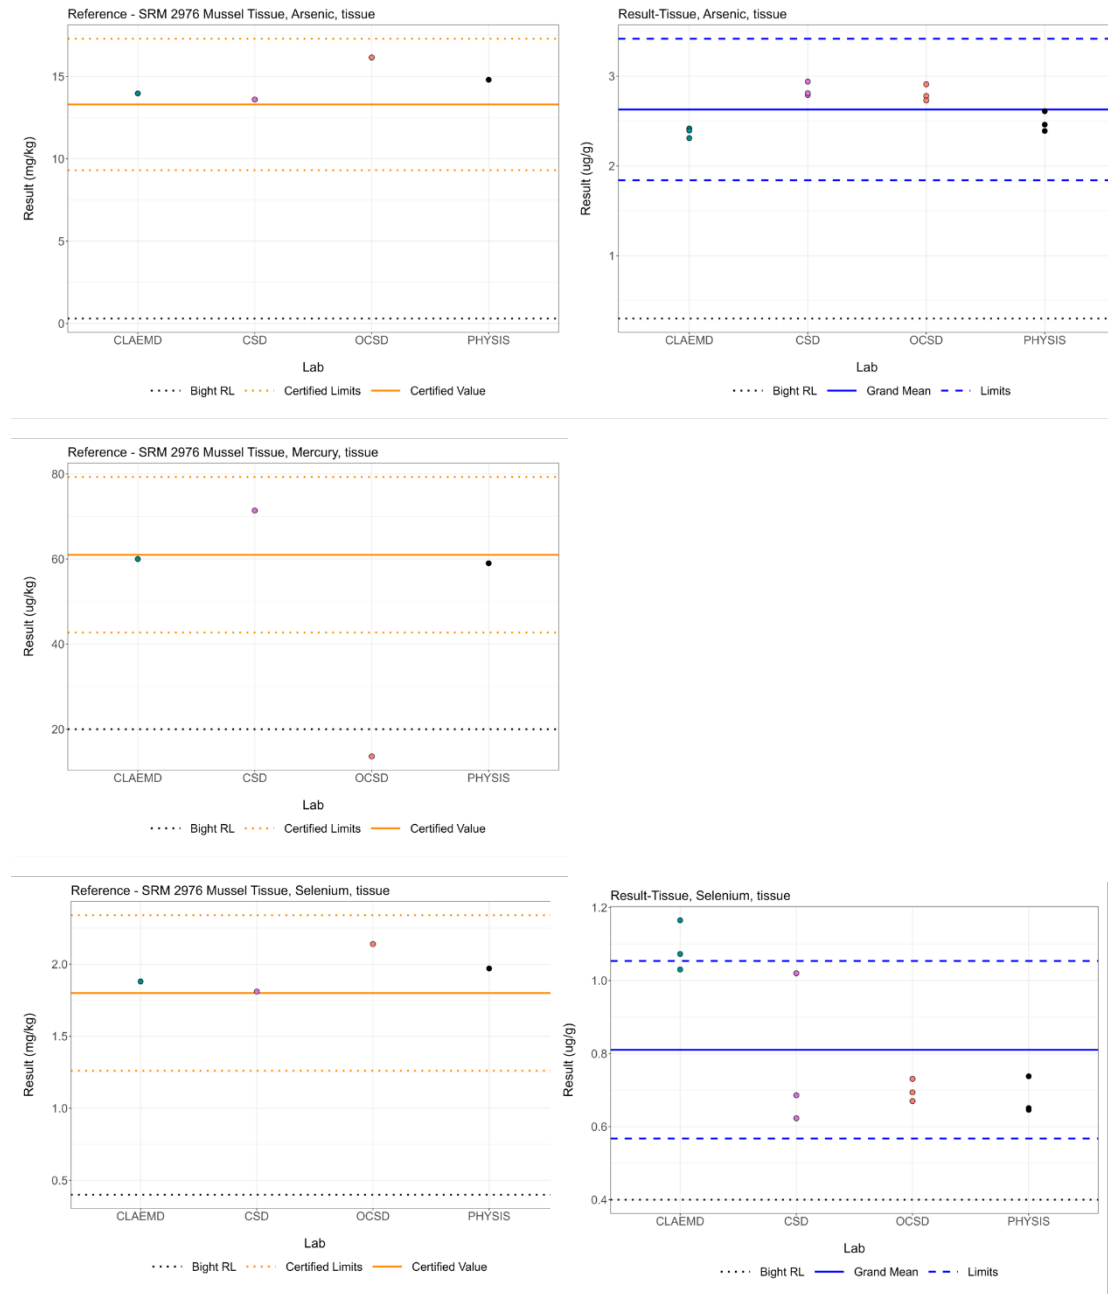 Reference - SRM 2976 Mussel Tissue, Arsenic, tissue
Result (mg/kg)
15
10
5
0
CLAEMD CSD OCSD PHYSIS
Lab
Bight RL Certified Limits Certified Value
Result-Tissue, Arsenic, tissue
Result (ug/g)
3
2
1
CLAEMD CSD OCSD PHYSIS
Lab
Bight RL Grand Mean Limits
Reference - SRM 2976 Mussel Tissue, Mercury, tissue
Result (ug/kg)
80
60
40
20
CLAEMD CSD OCSD PHYSIS
Lab
Bight RL Certified Limits Certified Value
Reference - SRM 2976 Mussel Tissue, Selenium, tissue
Result (mg/kg)
2.0
1.5
1.0
0.5
CLAEMD CSD OCSD PHYSIS
Lab
Bight RL Certified Limits Certified Value
Result-Tissue, Selenium, tissue
Result (ug/g)
1.2
1.0
0.8
0.6
0.4
CLAEMD CSD OCSD PHYSIS
Lab
Bight RL Grand Mean Limits